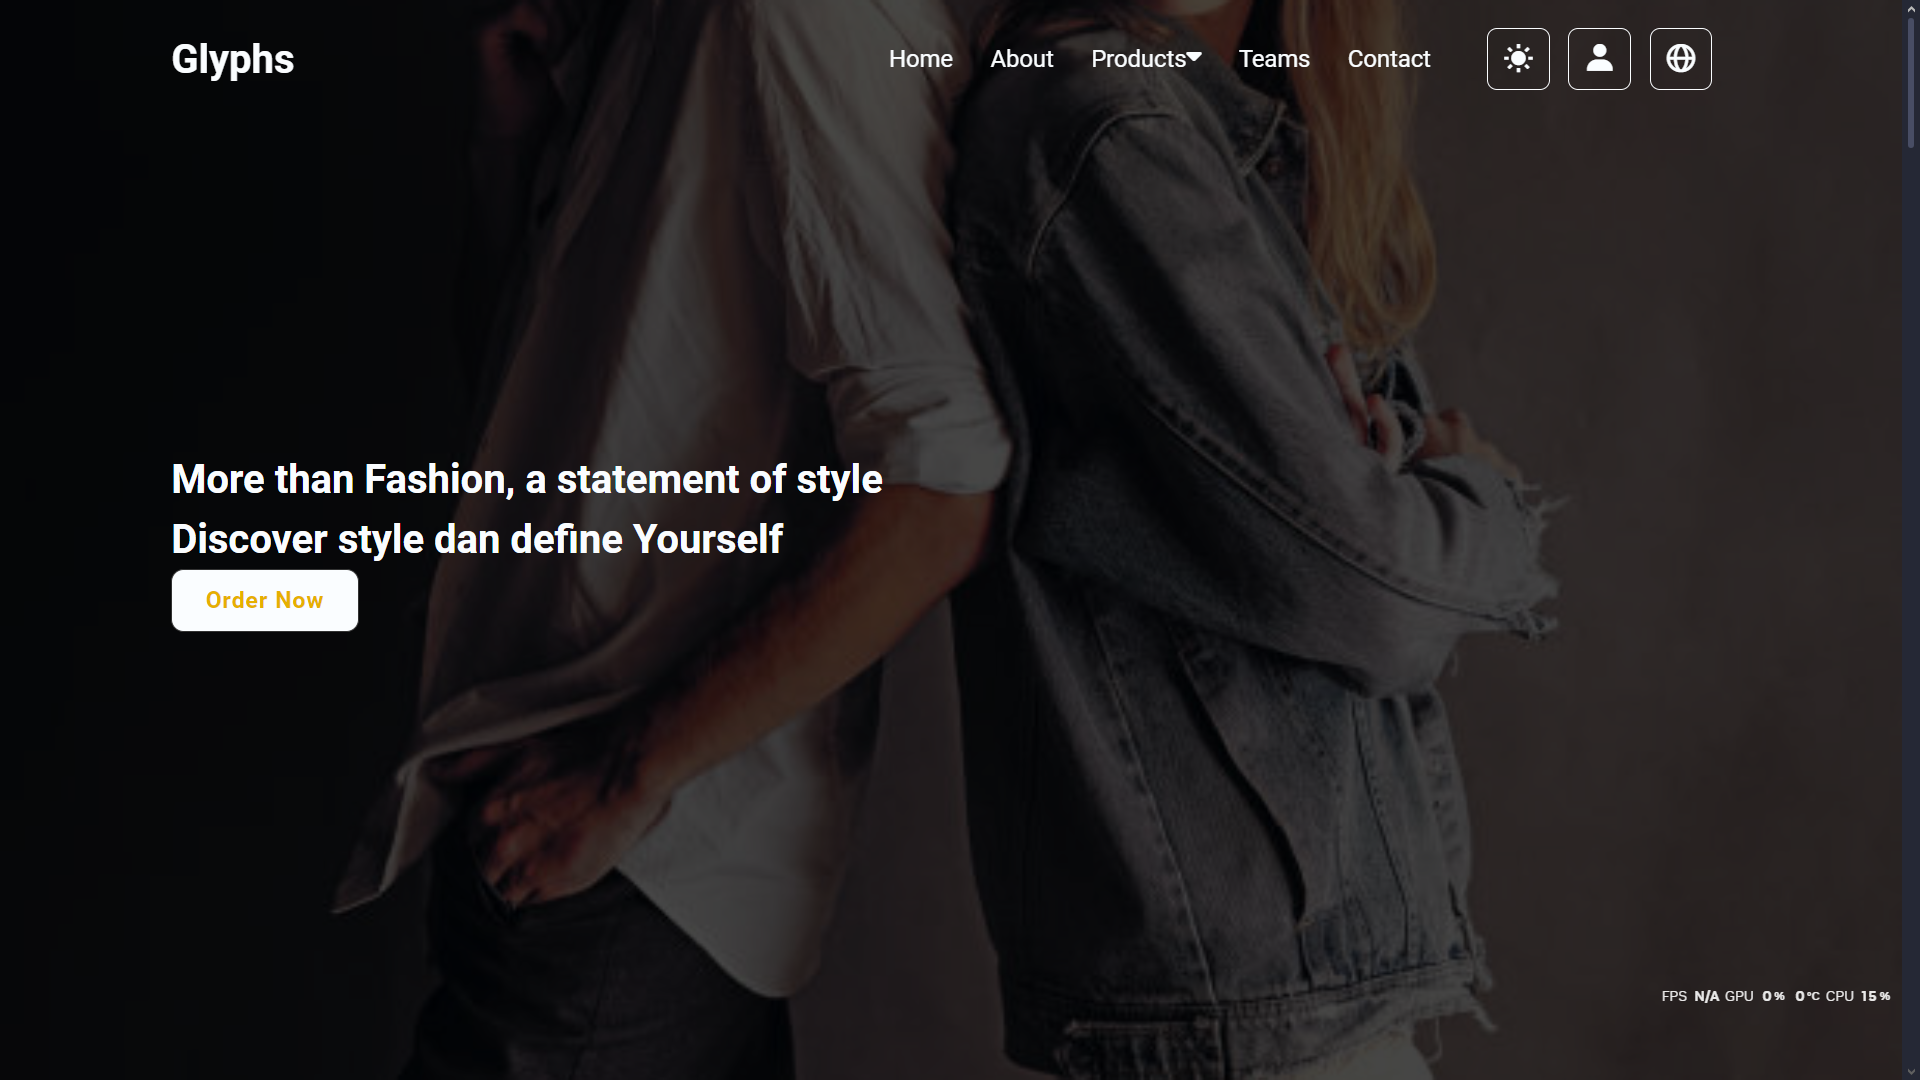 Glyphs
Home About Products Teams Contact
More than Fashion, a statement of style
Discover style dan define Yourself
Order Now
FPS N/A GPU 0% 0°C CPU 15%